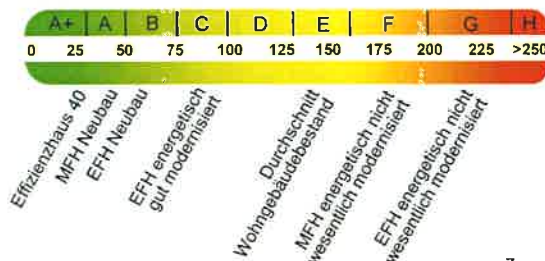 A+ A B C D E F G H
0 25 50 75 100 125 150 175 200 225 >250
Effizienzhaus 40
MFH Neubau
EFH Neubau
EFH energetisch
gut modernisiert
Durchschnitt
Wohngebäudebestand
MFH energetisch nicht
wesentlich modernisiert
EFH energetisch nicht
wesentlich modernisiert